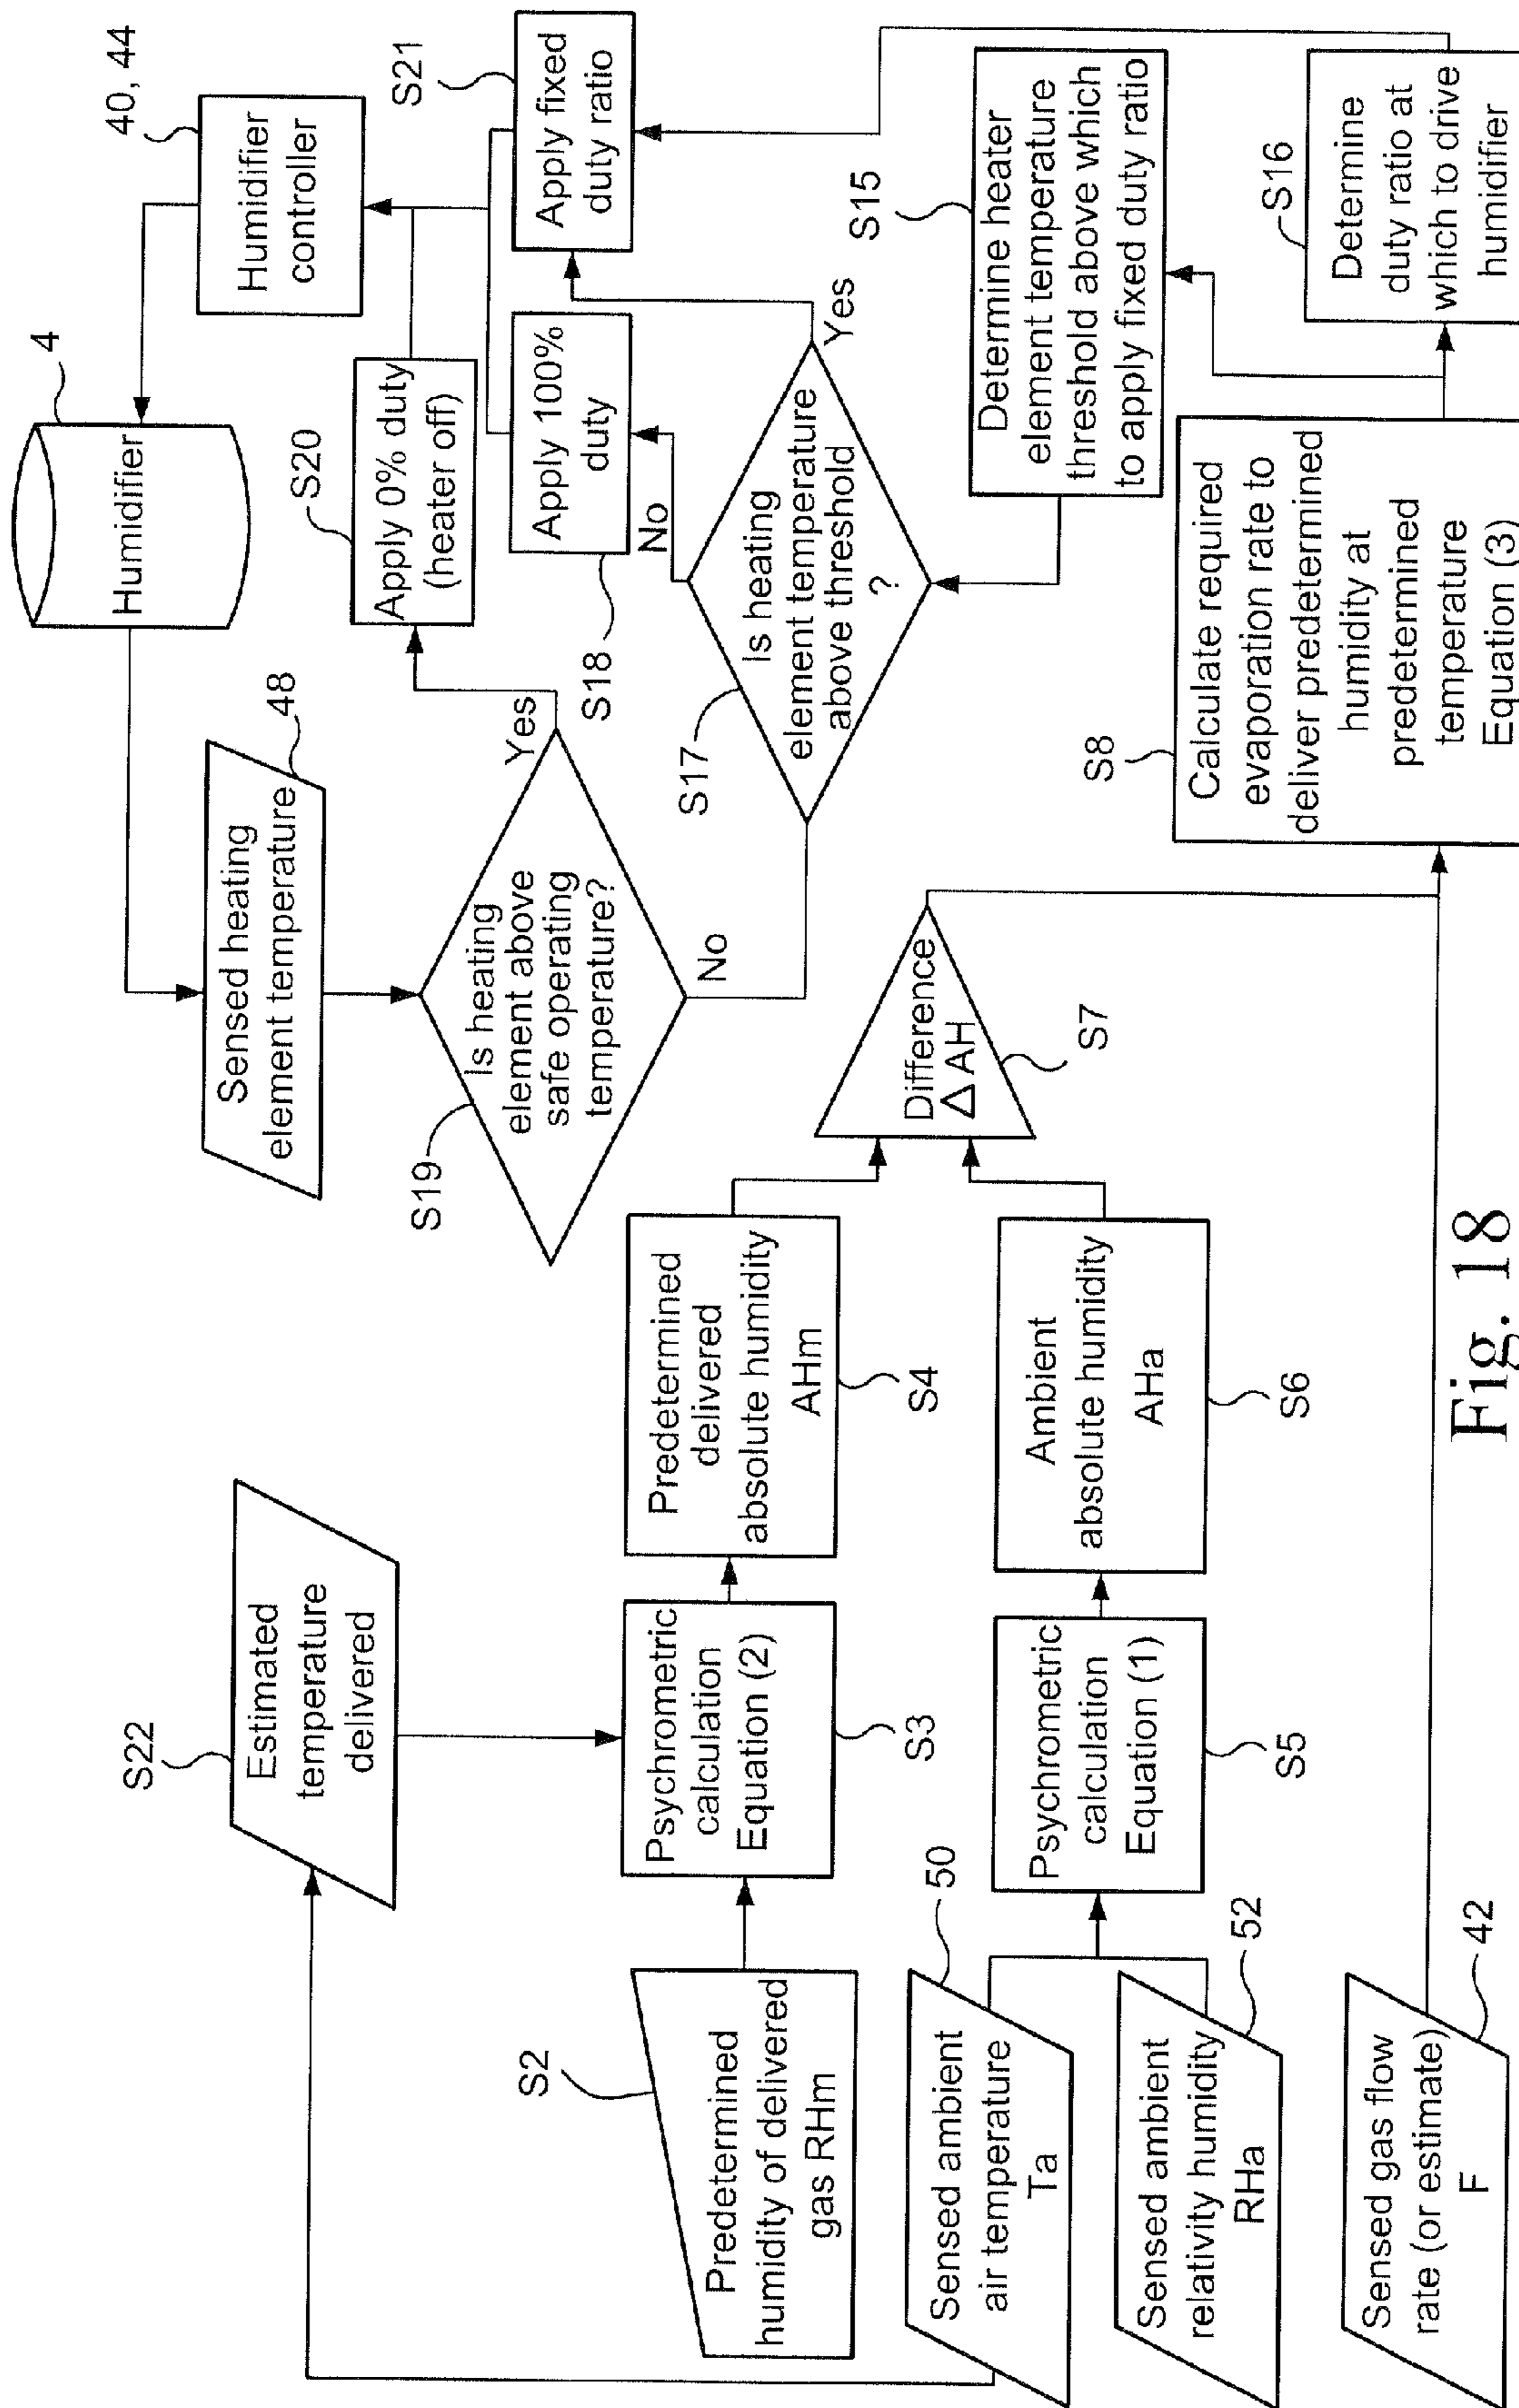 S22
Estimated
temperature
delivered
S2
Predetermined
humidity of delivered
gas RHm
Psychrometric
calculation
Equation (2)
S3
Predetermined
delivered
absolute humidity
AHm
S4
50
Sensed ambient
air temperature
Ta
52
Sensed ambient
relativity humidity
RHa
Psychrometric
calculation
Equation (1)
S5
Ambient
absolute humidity
AHa
S6
Difference
△ AH
S7
Sensed gas flow
rate (or estimate)
F
42
4
Humidifier
40, 44
Humidifier
controller
Sensed heating
element temperature
48
S19
Is heating
element above
safe operating
temperature?
Yes
No
S20
Apply 0% duty
(heater off)
Apply 100%
duty
S18
S21
Apply fixed
duty ratio
S17
Is heating
element temperature
above threshold
?
No
Yes
S15
Determine heater
element temperature
threshold above which
to apply fixed duty ratio
S8
Calculate required
evaporation rate to
deliver predetermined
humidity at
predetermined
temperature
Equation (3)
S16
Determine
duty ratio at
which to drive
humidifier
Fig. 18